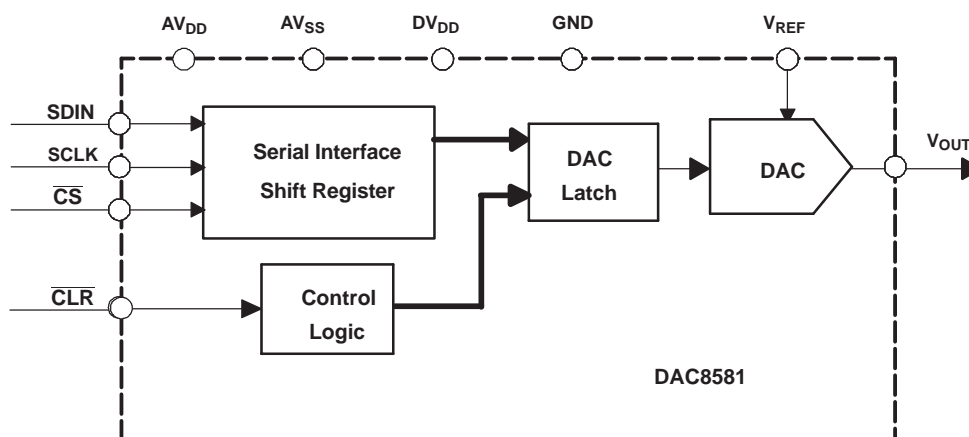 AVDD AVSS DVDD GND VREF
SDIN
SCLK
CS
CLR
Serial Interface
Shift Register
DAC
Latch
DAC
VOUT
Control
Logic
DAC8581